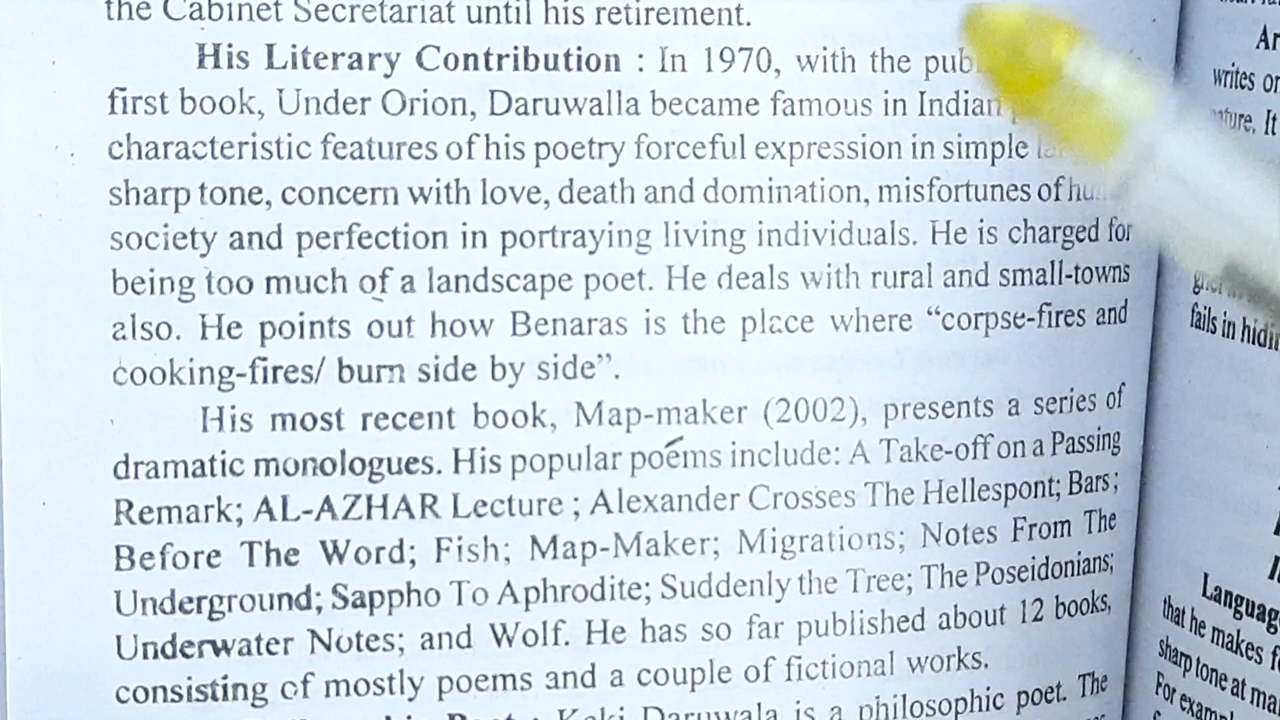 the Cabinet Secretariat until his retirement.
His Literary Contribution : In 1970, with the
first book, Under Orion, Daruwalla became famous in Indian
characteristic features of his poetry forceful expression in simple
sharp tone, concern with love, death and domination, misfortunes of
society and perfection in portraying living individuals. He is charged for
being too much of a landscape poet. He deals with rural and small-towns
also. He points out how Benaras is the place where “corpse-fires and
cooking-fires/ burn side by side”.
His most recent book, Map-maker (2002), presents a series of
dramatic monologues. His popular poems include: A Take-off on a Passing
Remark; AL-AZHAR Lecture ; Alexander Crosses The Hellespont; Bars;
Before The Word; Fish; Map-Maker; Migrations; Notes From The
Underground; Sappho To Aphrodite; Suddenly the Tree; The Poseidonians;
Underwater Notes; and Wolf. He has so far published about 12 books,
consisting of mostly poems and a couple of fictional works.
Daruwala is a philosophic poet. The
writes
It
fails in
that he makes
sharp tone at
For